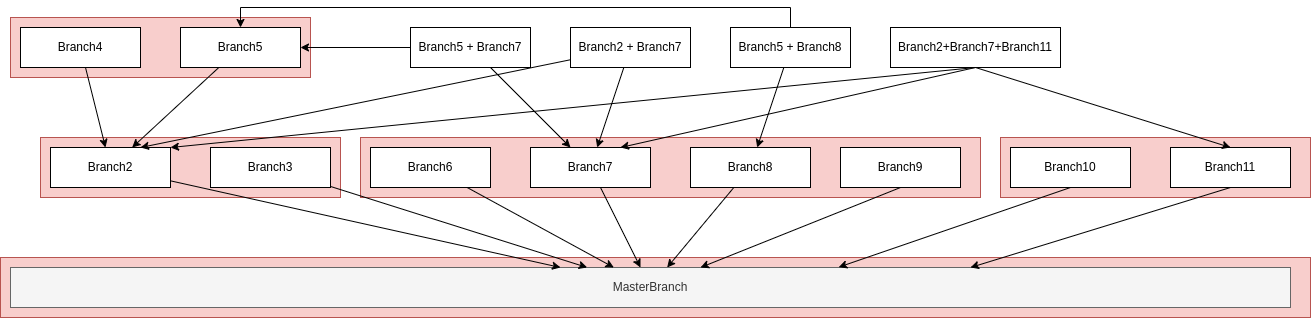 Branch4
Branch5
Branch5 + Branch7
Branch2 + Branch7
Branch5 + Branch8
Branch2+Branch7+Branch11
Branch2
Branch3
Branch6
Branch7
Branch8
Branch9
Branch10
Branch11
MasterBranch